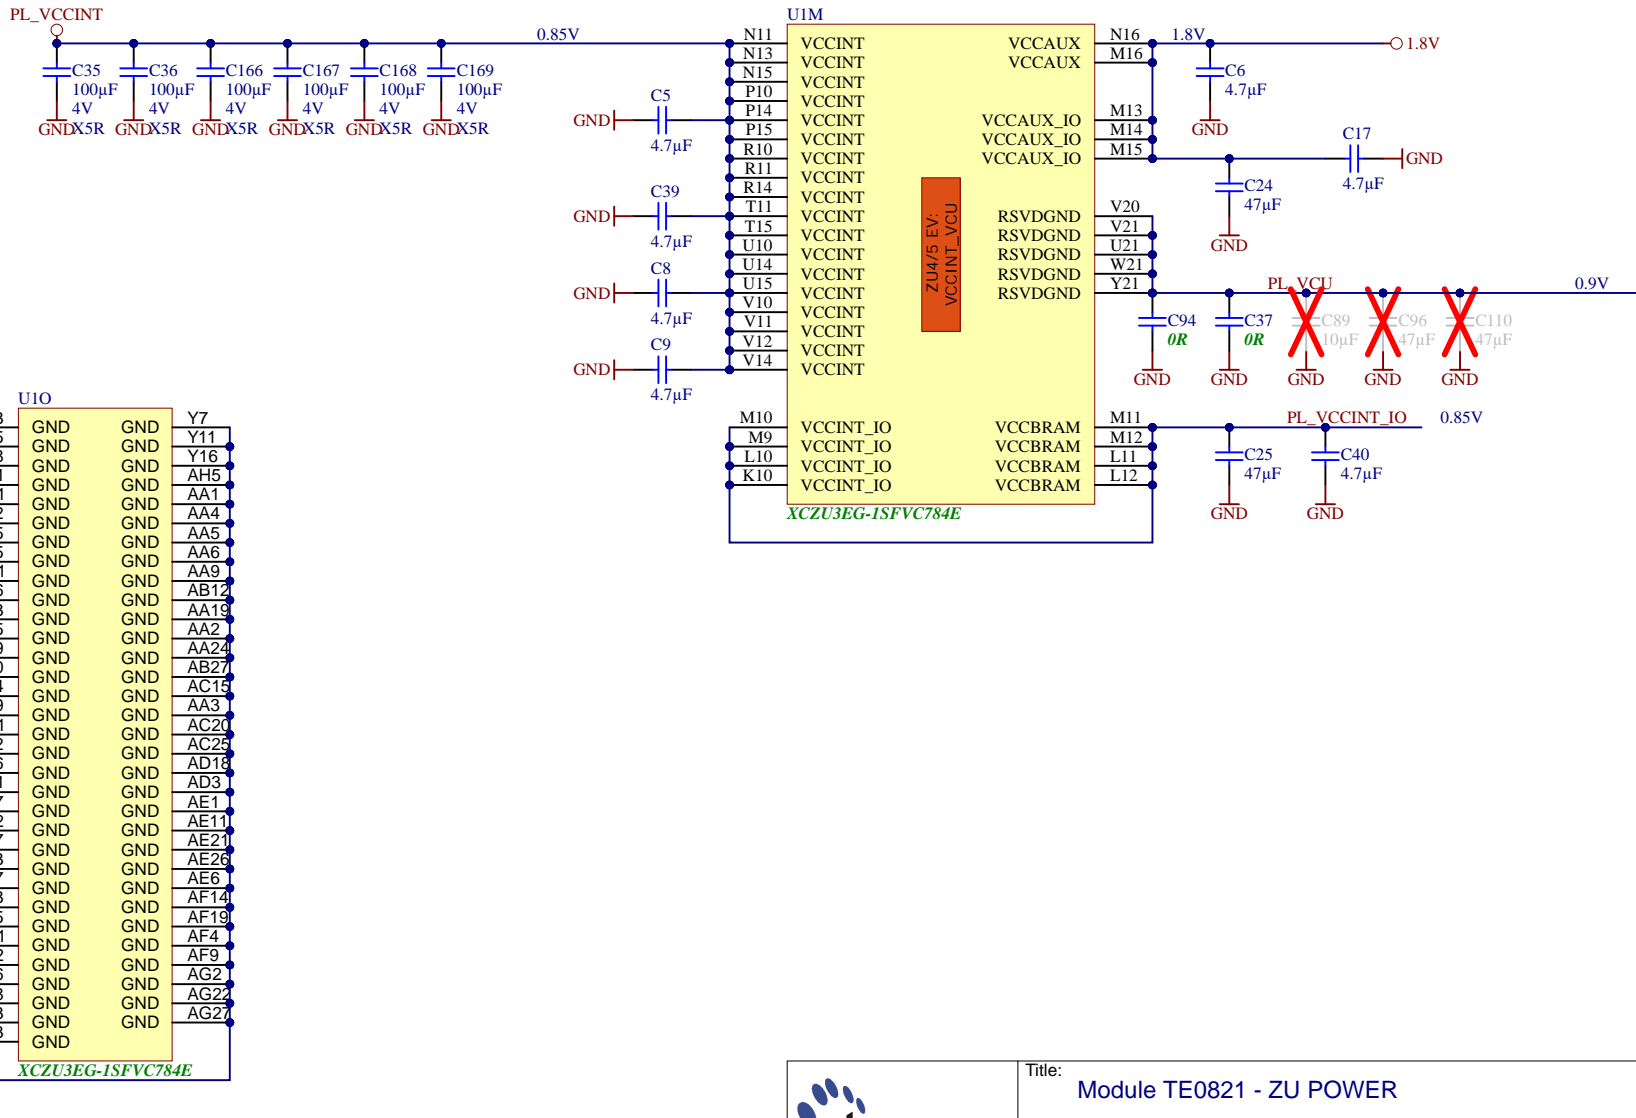 PL_VCCINT
0.85V
C35
100µF
4V
X5R
GND
C36
100µF
4V
X5R
GND
C166
100µF
4V
X5R
GND
C167
100µF
4V
X5R
GND
C168
100µF
4V
X5R
GND
C169
100µF
4V
X5R
GND
C5
GND
4.7µF
C39
GND
4.7µF
C8
GND
4.7µF
C9
GND
4.7µF
U1M
N11 VCCINT
N13 VCCINT
N15 VCCINT
P10 VCCINT
P14 VCCINT
P15 VCCINT
R10 VCCINT
R11 VCCINT
R14 VCCINT
T11 VCCINT
T15 VCCINT
U10 VCCINT
U14 VCCINT
U15 VCCINT
V10 VCCINT
V11 VCCINT
V12 VCCINT
V14 VCCINT
M10 VCCINT_IO
M9 VCCINT_IO
L10 VCCINT_IO
K10 VCCINT_IO
ZU4/5 EV:
VCCINT_VCU
VCCAUX N16
VCCAUX M16
VCCAUX_IO M13
VCCAUX_IO M14
VCCAUX_IO M15
RSVDGND V20
RSVDGND V21
RSVDGND U21
RSVDGND W21
RSVDGND Y21
VCCBRAM M11
VCCBRAM M12
VCCBRAM L11
VCCBRAM L12
XCZU3EG-1SFVC784E
1.8V
1.8V
C6
4.7µF
GND
C17
GND
4.7µF
C24
47µF
GND
PL_VCU
0.9V
C94
0R
GND
C37
0R
GND
C89
10µF
GND
C96
47µF
GND
C110
47µF
GND
PL_VCCINT_IO
0.85V
C25
47µF
GND
C40
4.7µF
GND
U1O
GND GND Y7
GND GND Y11
GND GND Y16
GND GND AH5
GND GND AA1
GND GND AA4
GND GND AA5
GND GND AA6
GND GND AA9
GND GND AB12
GND GND AA19
GND GND AA2
GND GND AA24
GND GND AB27
GND GND AC15
GND GND AA3
GND GND AC20
GND GND AC25
GND GND AD18
GND GND AD3
GND GND AE1
GND GND AE11
GND GND AE21
GND GND AE26
GND GND AE6
GND GND AF14
GND GND AF19
GND GND AF4
GND GND AF9
GND GND AG2
GND GND AG22
GND GND AG27
GND
XCZU3EG-1SFVC784E
Title:
Module TE0821 - ZU POWER